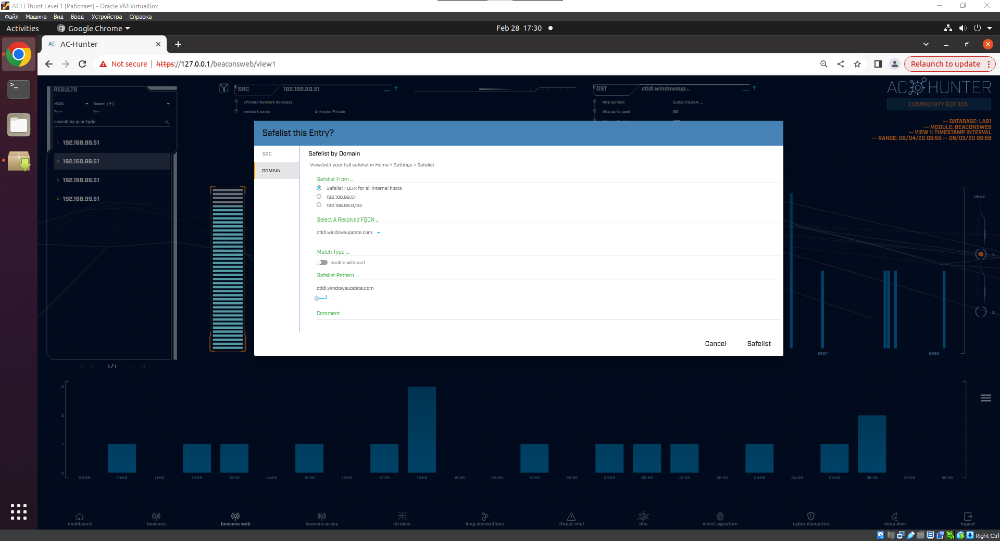 ACH Thunt Level 1 [Работает] - Oracle VM VirtualBox
Файл Машина Вид Ввод Устройства Справка
Activities Google Chrome Feb 28 17:30
AC-Hunter
Not secure https://127.0.0.1/beaconsweb/view1 Relaunch to update
RESULTS
>50% Score [▼]
Score Sort
search by ip or fqdn
192.168.99.51
192.168.99.51
192.168.99.51
192.168.99.51
1 / 1
SRC 192.168.99.51
[Private Network Address]
network name Unknown Private
DST ctldl.windowsup...
http servers 8.252.119.254, ...
http ports used 80
AC HUNTER
COMMUNITY EDITION
-- DATABASE: LAB1
-- MODULE: BEACONSWEB
-- VIEW 1: TIMESTAMP INTERVAL
-- RANGE: 06/04/20 09:59 -- 06/05/20 09:58
Safelist this Entry?
SRC
DOMAIN
Safelist by Domain
View/edit your full safelist in Home > Settings > Safelist.
Safelist From ...
Safelist FQDN for all internal hosts
192.168.99.51
192.168.99.0/24
Select A Resolved FQDN ...
ctldl.windowsupdate.com
Match Type ...
enable wildcard
Safelist Pattern ...
ctldl.windowsupdate.com
Comment
Cancel Safelist
views
1
2
6657 9985
3
2
1
0
09:59 10:59 11:59 12:59 13:59 14:59 15:59 16:59 17:59 18:59 19:59 20:59 21:59 22:59 23:59 00:59 01:59 02:59 03:58 04:58 05:58 06:58 07:58 08:58
dashboard beacons beacons web beacons proxy strobes long connections threat intel dns client signature cyber deception deep dive logout
Right Ctrl